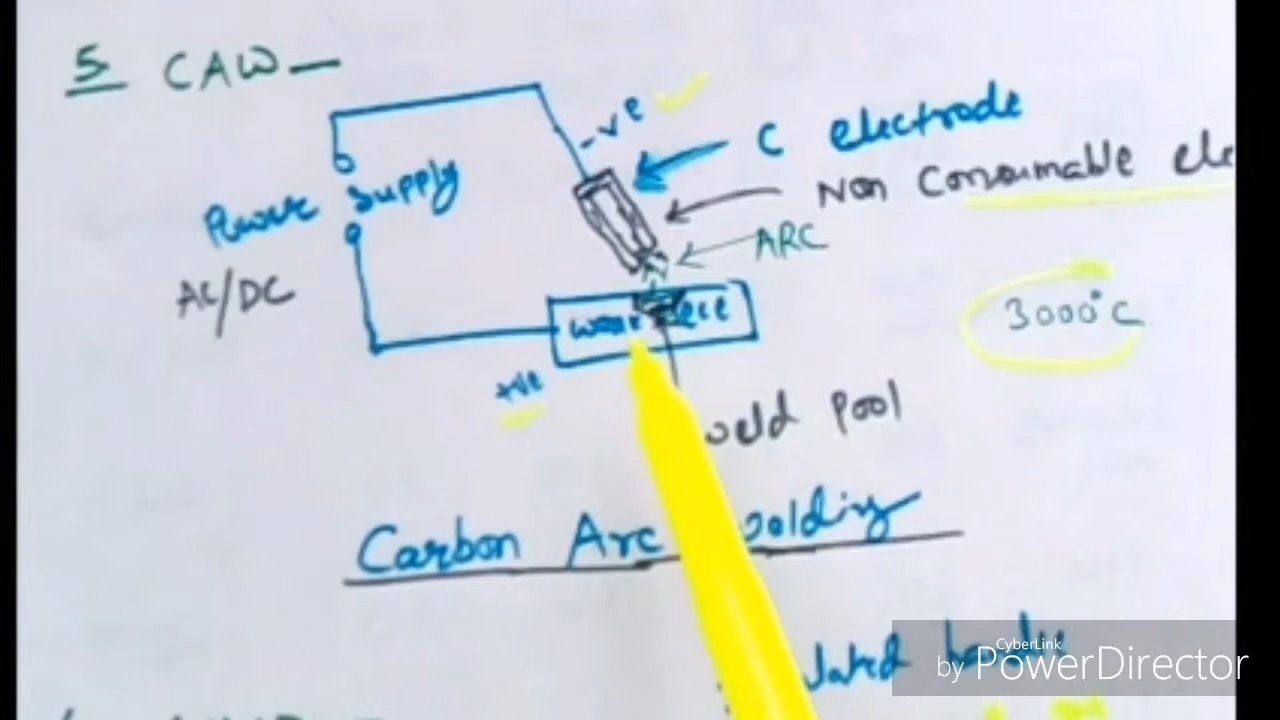 5 CAW —
-ve
C electrode
Non Consumable ele
Power Supply
ARC
AC/DC
3000°C
+ve
weld pool
Carbon Arc welding
CyberLink
by PowerDirector